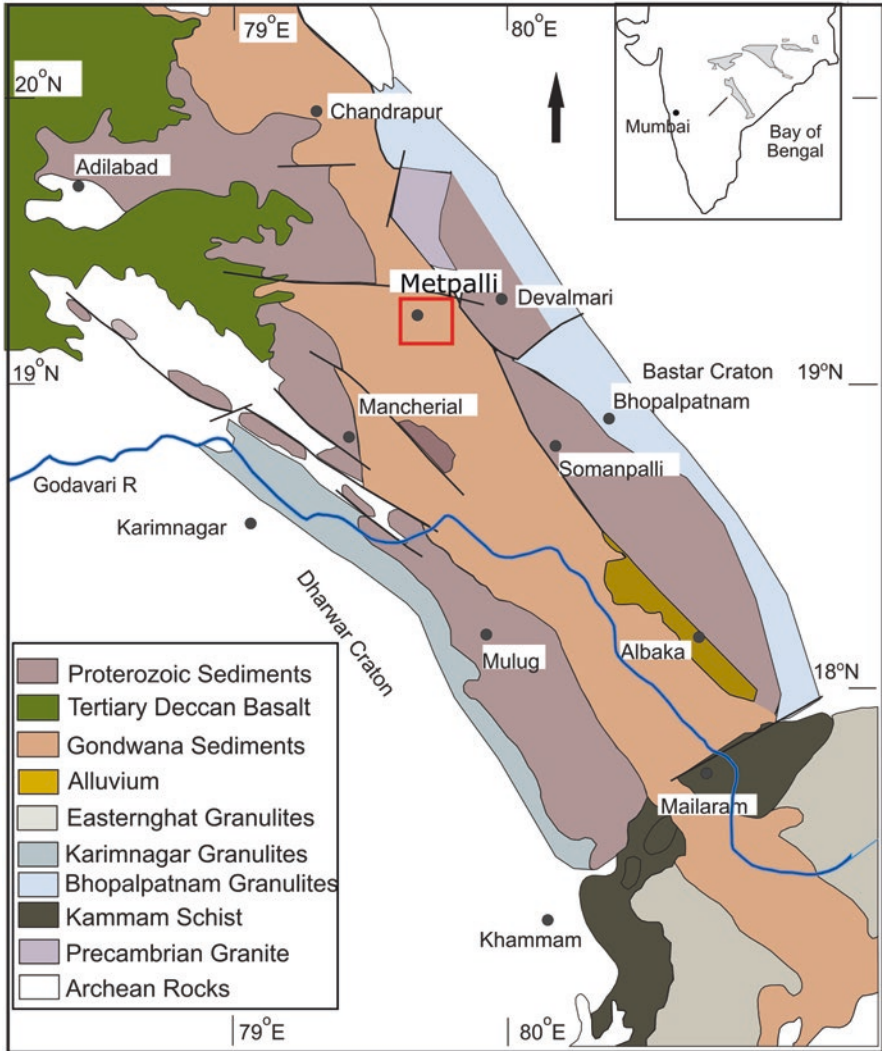 79°E
80°E
20°N
Chandrapur
Mumbai
Bay of
Bengal
Adilabad
Metpalli
Devalmari
19°N
19°N
Bastar Craton
Bhopalpatnam
Mancherial
Somanpalli
Godavari R
Karimnagar
Dharwar Craton
Mulug
Albaka
18°N
Mailaram
Khammam
Proterozoic Sediments
Tertiary Deccan Basalt
Gondwana Sediments
Alluvium
Easternghat Granulites
Karimnagar Granulites
Bhopalpatnam Granulites
Kammam Schist
Precambrian Granite
Archean Rocks
79°E
80°E